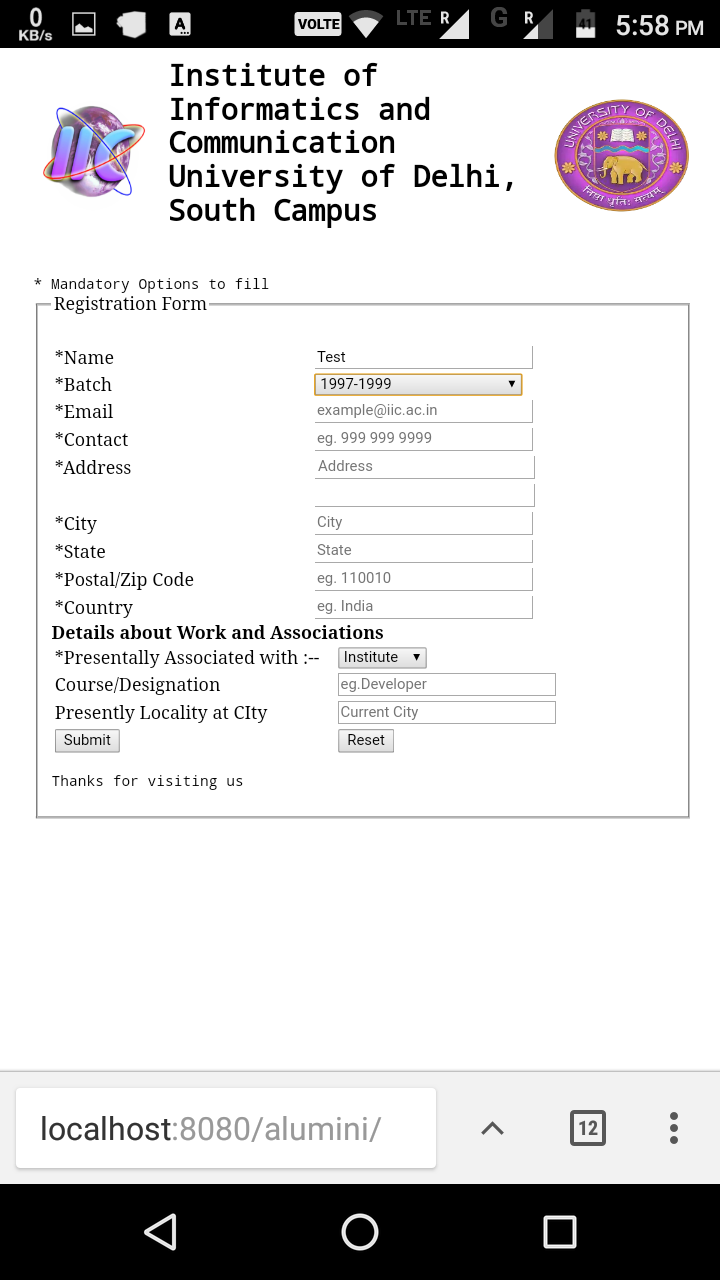 0
KB/s
A
VOLTE
LTE
R
G
R
41
5:58 PM
IIC
Institute of
Informatics and
Communication
University of Delhi,
South Campus
UNIVERSITY OF DELHI
* Mandatory Options to fill
Registration Form
*Name Test
*Batch 1997-1999
*Email example@iic.ac.in
*Contact eg. 999 999 9999
*Address Address
*City City
*State State
*Postal/Zip Code eg. 110010
*Country eg. India
Details about Work and Associations
*Presentally Associated with :-- Institute
Course/Designation eg.Developer
Presently Locality at CIty Current City
Submit Reset
Thanks for visiting us
localhost:8080/alumini/
12